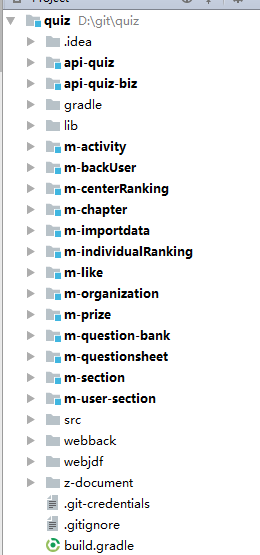 Project
quiz D:\git\quiz
.idea
api-quiz
api-quiz-biz
gradle
lib
m-activity
m-backUser
m-centerRanking
m-chapter
m-importdata
m-individualRanking
m-like
m-organization
m-prize
m-question-bank
m-questionsheet
m-section
m-user-section
src
webback
webjdf
z-document
.git-credentials
.gitignore
build.gradle